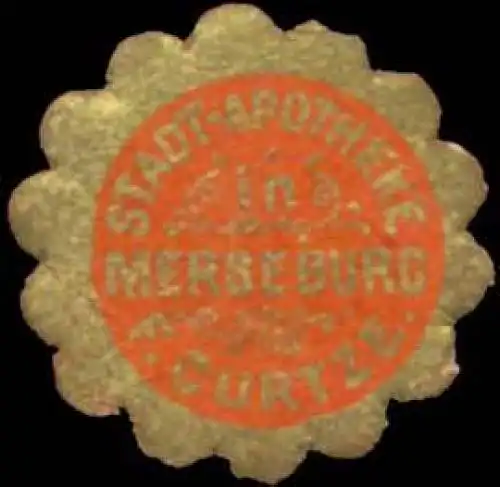 STADT-APOTHEKE
in
MERSEBURG
· CURTZE ·